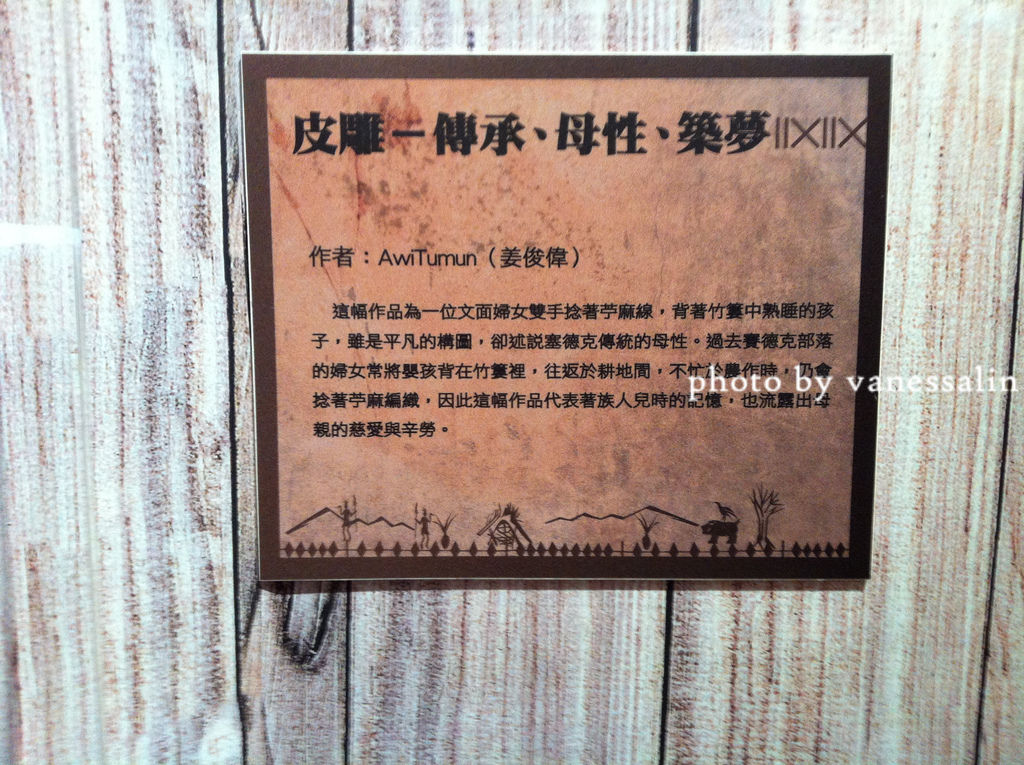 皮雕－傳承、母性、築夢
作者：AwiTumun（姜俊偉）
這幅作品為一位文面婦女雙手捻著苧麻線，背著竹簍中熟睡的孩
子，雖是平凡的構圖，卻述説塞德克傳統的母性。過去賽德克部落
的婦女常將嬰孩背在竹簍裡，往返於耕地間，不忙於農作時，仍會
捻著苧麻編織，因此這幅作品代表著族人兒時的記憶，也流露出母
親的慈愛與辛勞。
photo by vanessalin